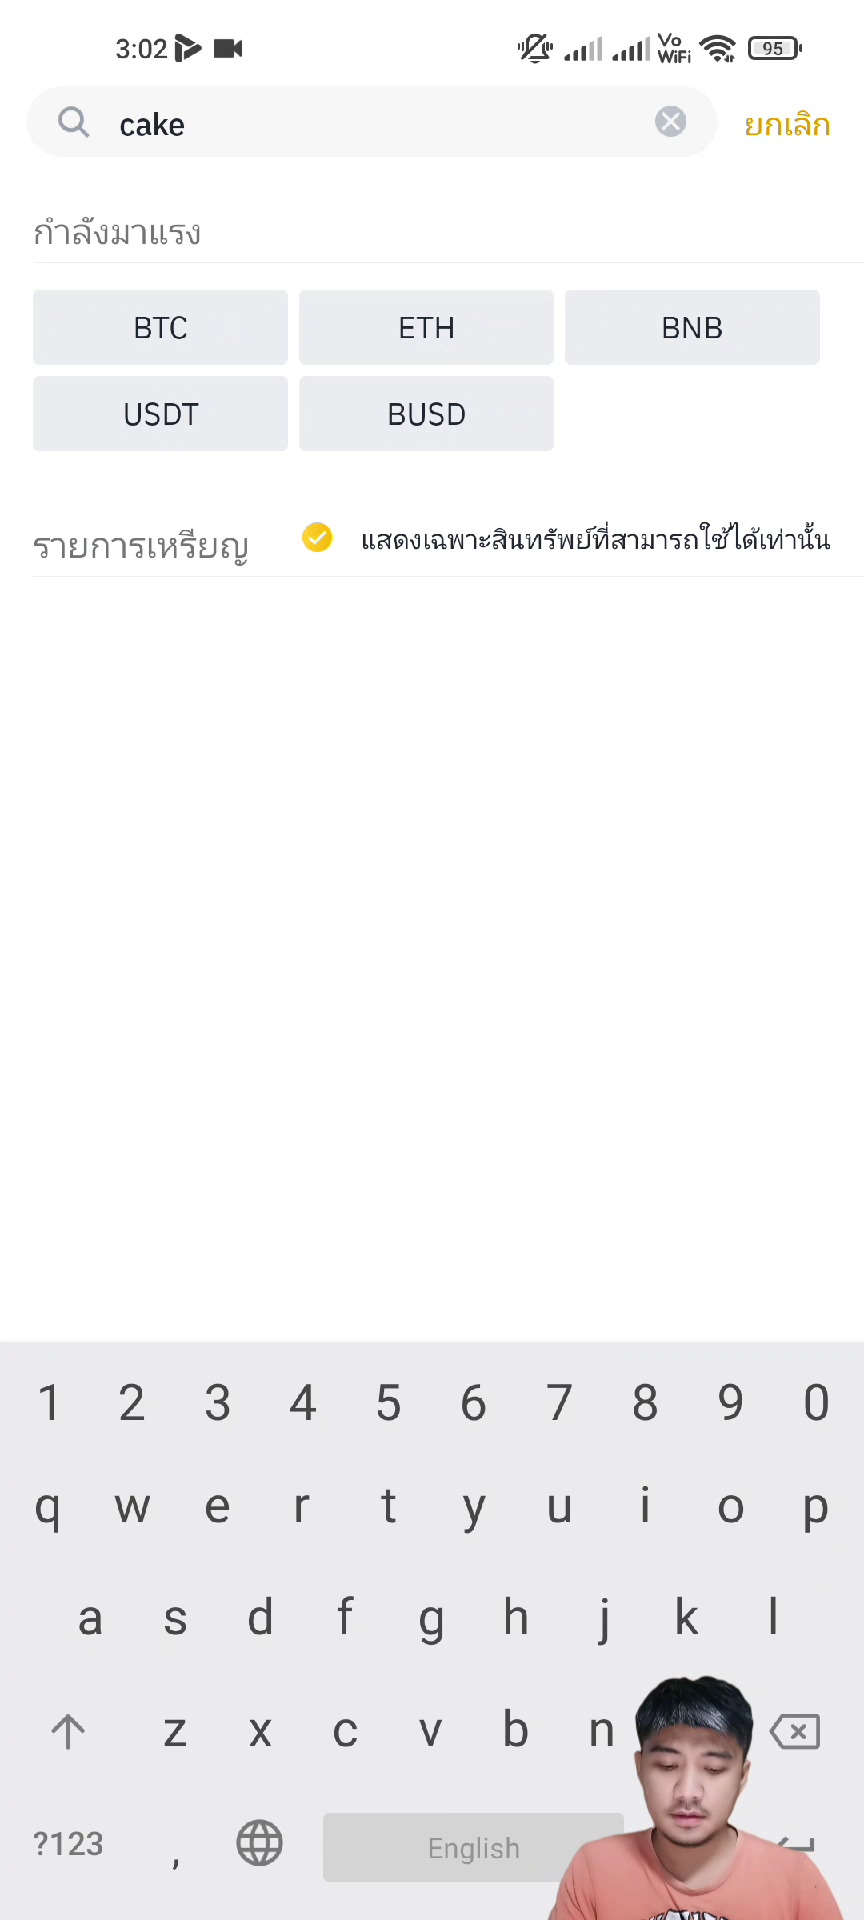 3:02 Vo WiFi 95
cake ยกเลิก
กำลังมาแรง
BTC ETH BNB
USDT BUSD
รายการเหรียญ แสดงเฉพาะสินทรัพย์ที่สามารถใช้ได้เท่านั้น
1 2 3 4 5 6 7 8 9 0
q w e r t y u i o p
a s d f g h j k l
z x c v b n
?123 , English